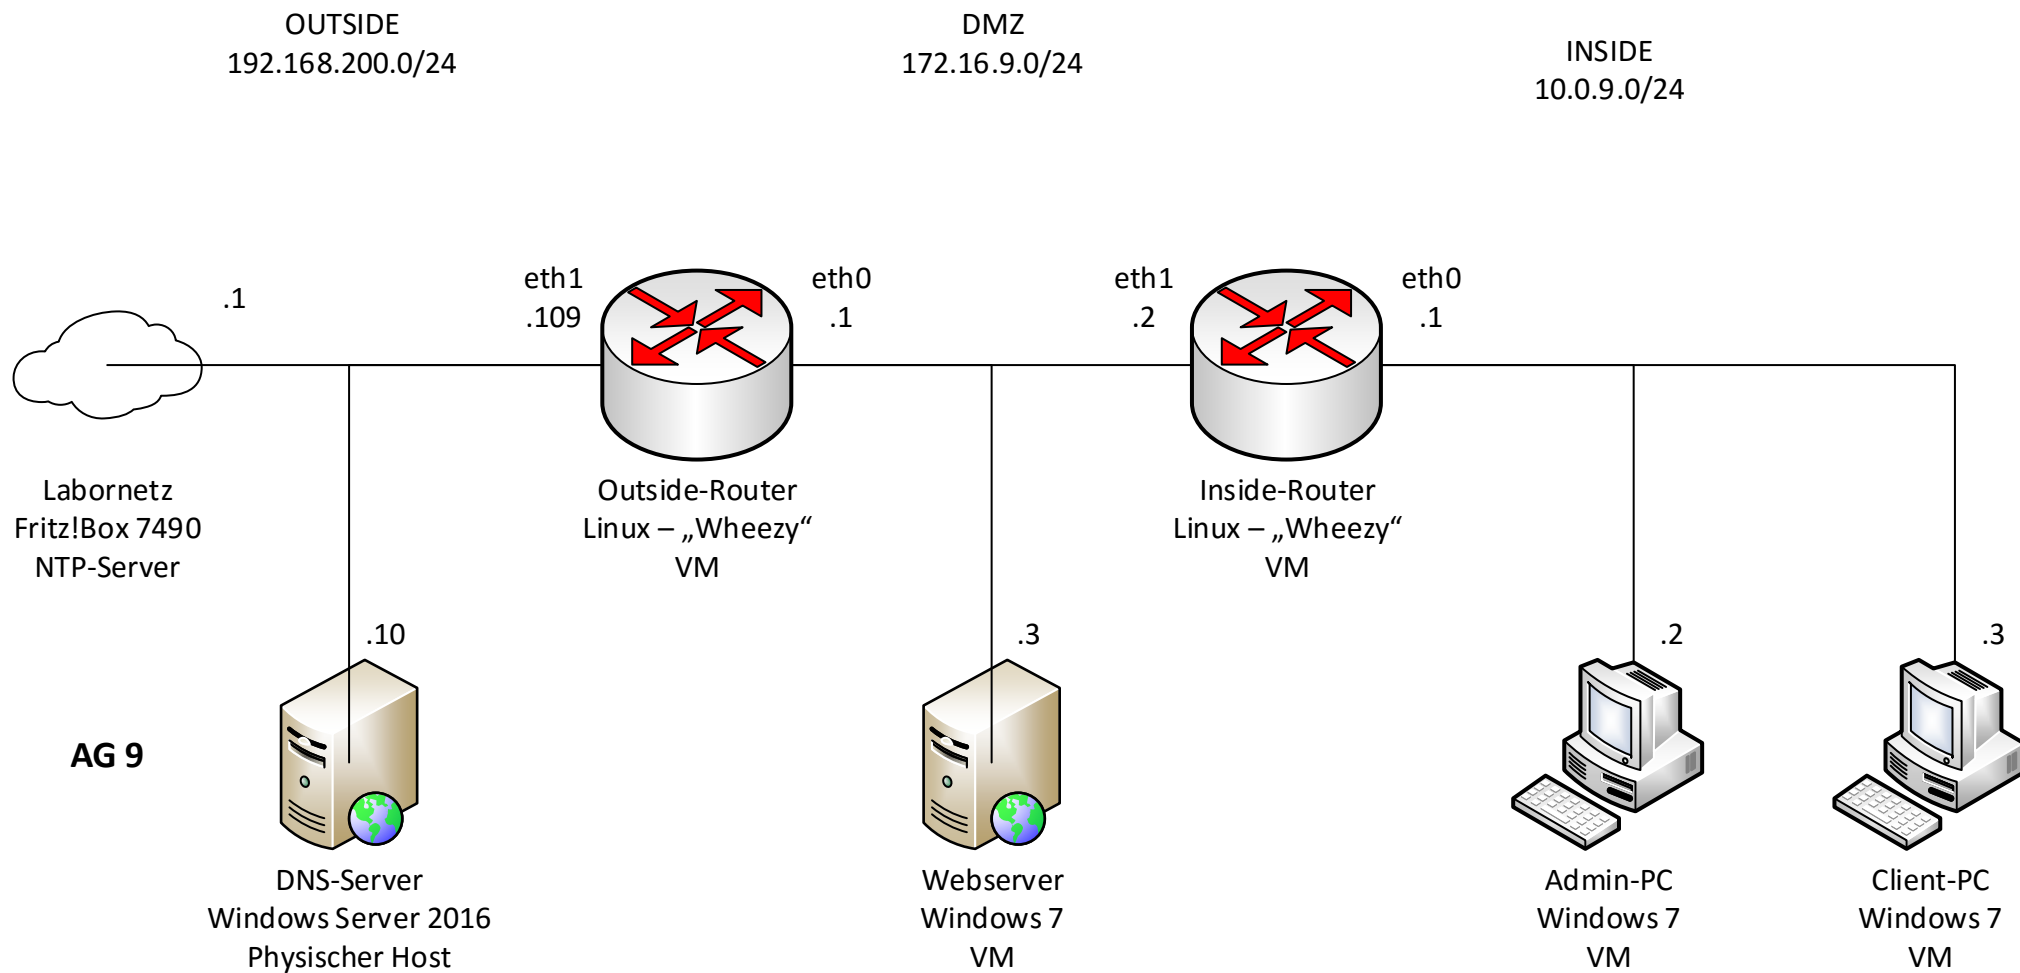 OUTSIDE
192.168.200.0/24
DMZ
172.16.9.0/24
INSIDE
10.0.9.0/24
.1
eth1
.109
eth0
.1
eth1
.2
eth0
.1
Labornetz
Fritz!Box 7490
NTP-Server
Outside-Router
Linux – „Wheezy“
VM
Inside-Router
Linux – „Wheezy“
VM
.10
.3
.2
.3
AG 9
DNS-Server
Windows Server 2016
Physischer Host
Webserver
Windows 7
VM
Admin-PC
Windows 7
VM
Client-PC
Windows 7
VM